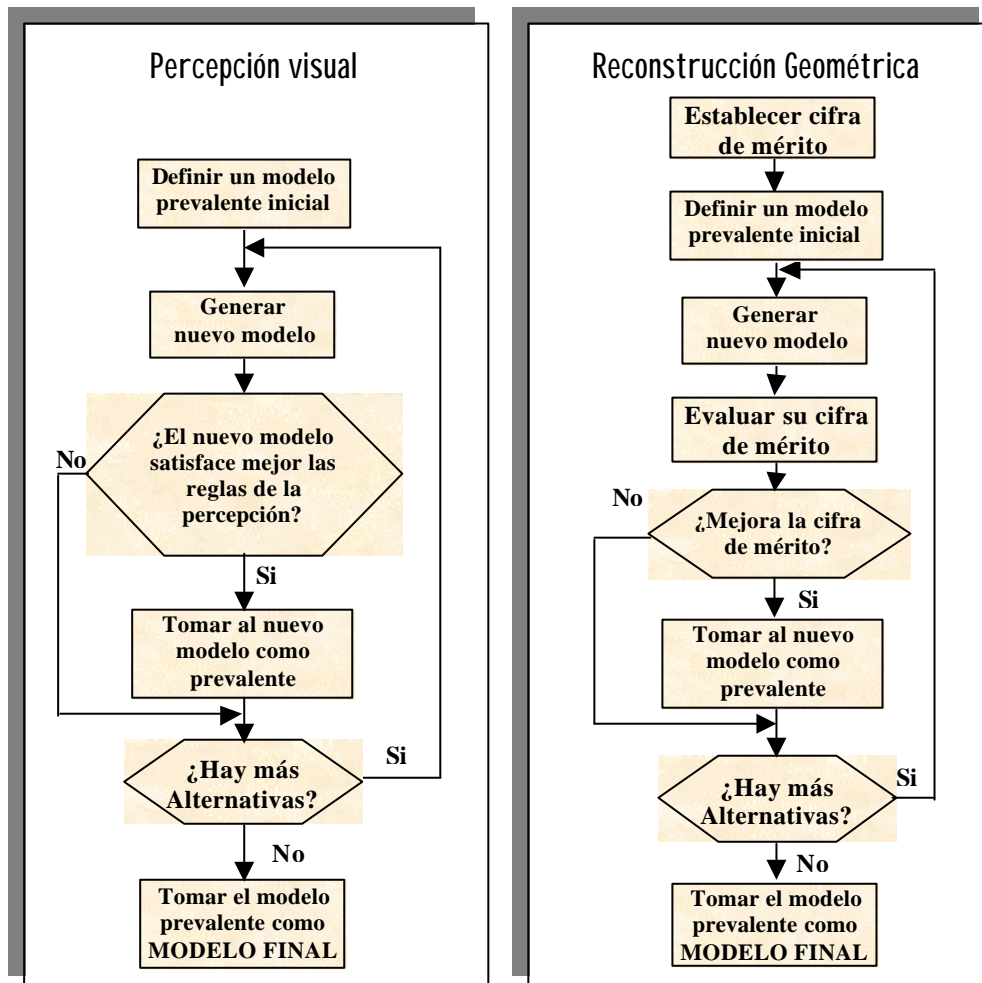 Percepción visual
Definir un modelo
prevalente inicial
Generar
nuevo modelo
¿El nuevo modelo
satisface mejor las
reglas de la
percepción?
No
Si
Tomar al nuevo
modelo como
prevalente
¿Hay más
Alternativas?
Si
No
Tomar el modelo
prevalente como
MODELO FINAL
Reconstrucción Geométrica
Establecer cifra
de mérito
Definir un modelo
prevalente inicial
Generar
nuevo modelo
Evaluar su cifra
de mérito
No
¿Mejora la cifra
de mérito?
Si
Tomar al nuevo
modelo como
prevalente
¿Hay más
Alternativas?
Si
No
Tomar el modelo
prevalente como
MODELO FINAL